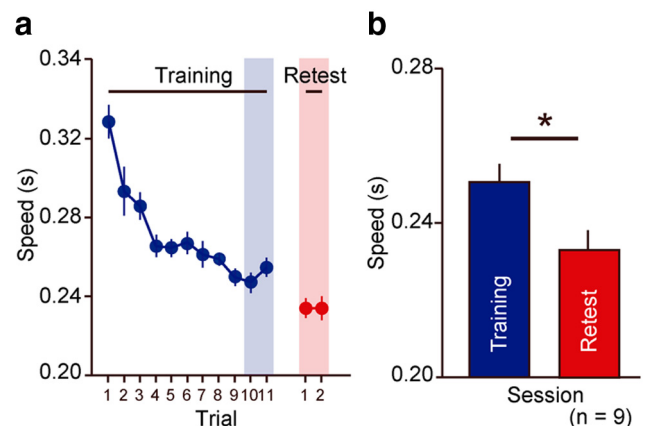 a
0.34
0.32
0.28
0.24
0.20
Speed (s)
Training
Retest
1 2 3 4 5 6 7 8 9 10 11
1 2
Trial
b
0.28
0.24
0.20
Speed (s)
*
Training
Retest
Session
(n = 9)